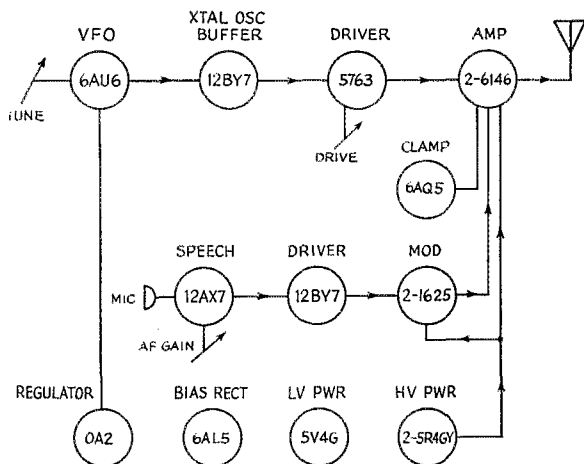 VFO
XTAL OSC
BUFFER
DRIVER
AMP
6AU6
12BY7
5763
2-6146
TUNE
DRIVE
CLAMP
6AQ5
SPEECH
DRIVER
MOD
MIC
12AX7
12BY7
2-1625
AF GAIN
REGULATOR
BIAS RECT
LV PWR
HV PWR
0A2
6AL5
5V4G
2-5R4GY